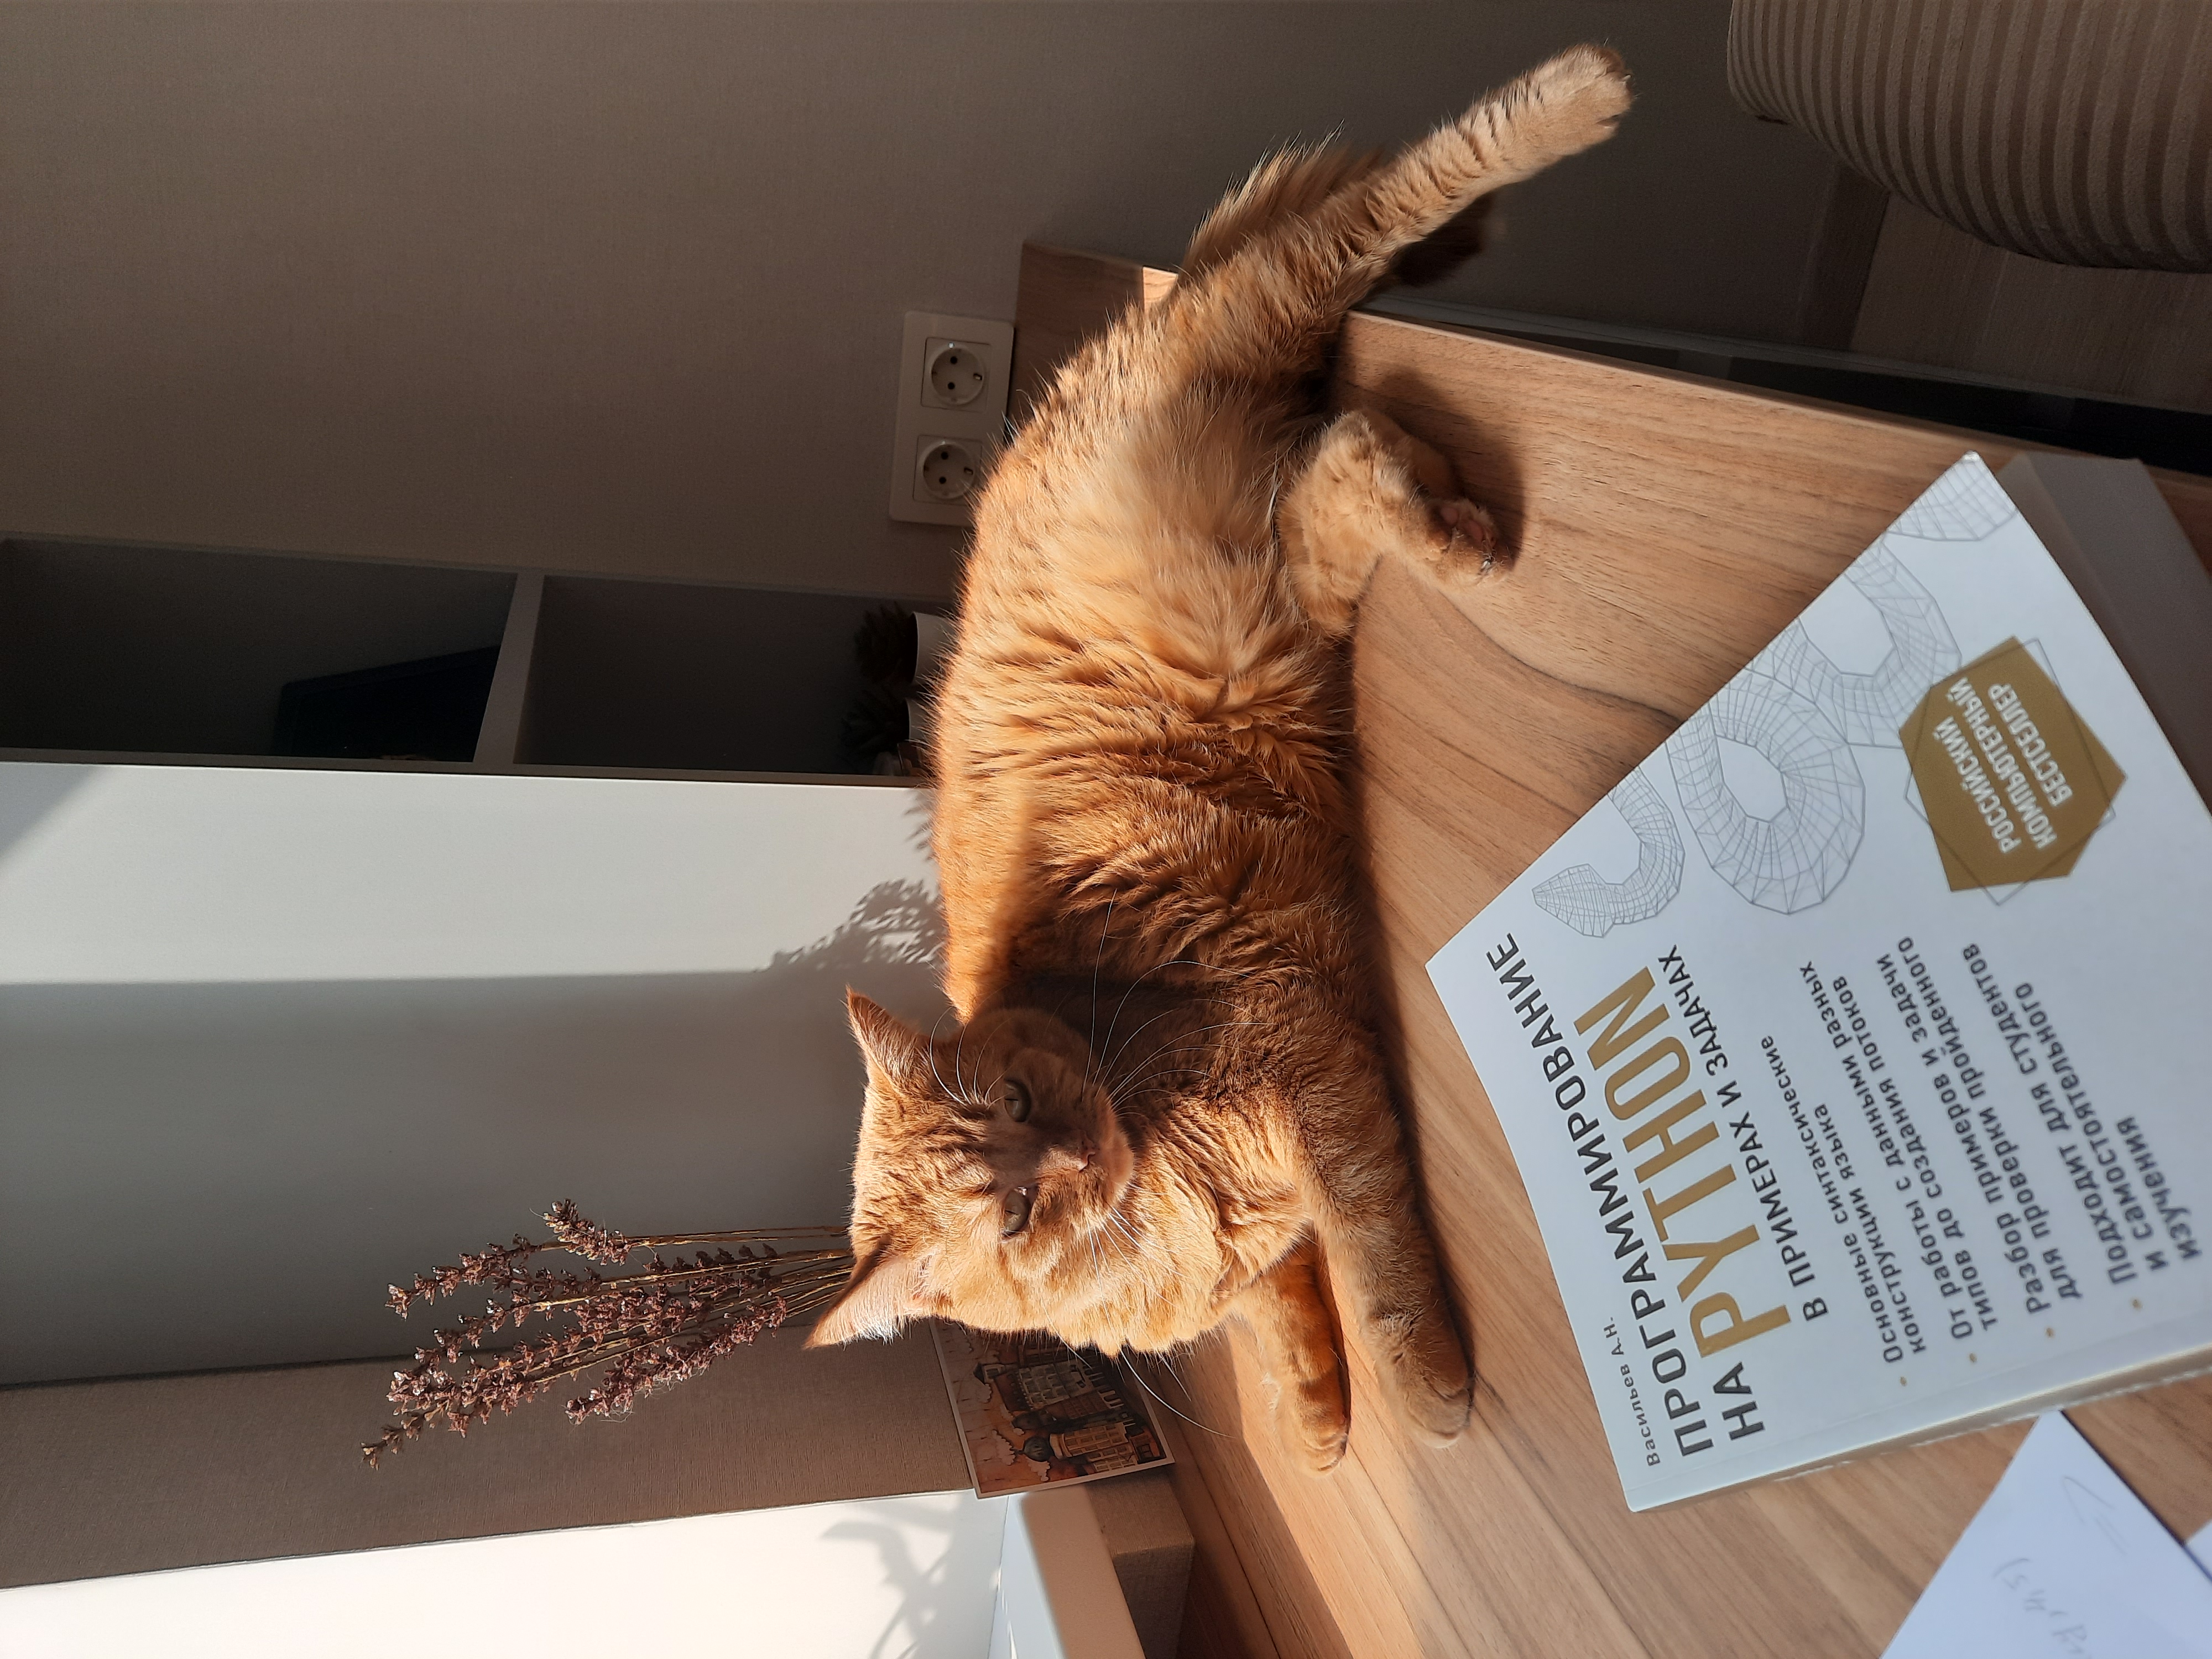 Васильев А.Н.
ПРОГРАММИРОВАНИЕ
НА PYTHON
В ПРИМЕРАХ И ЗАДАЧАХ
• Основные синтаксические
конструкции языка
• От работы с данными разных
типов до создания потоков
• Разбор примеров и задачи
для проверки пройденного
• Подходит для студентов
и самостоятельного
изучения
РОССИЙСКИЙ
КОМПЬЮТЕРНЫЙ
БЕСТСЕЛЛЕР